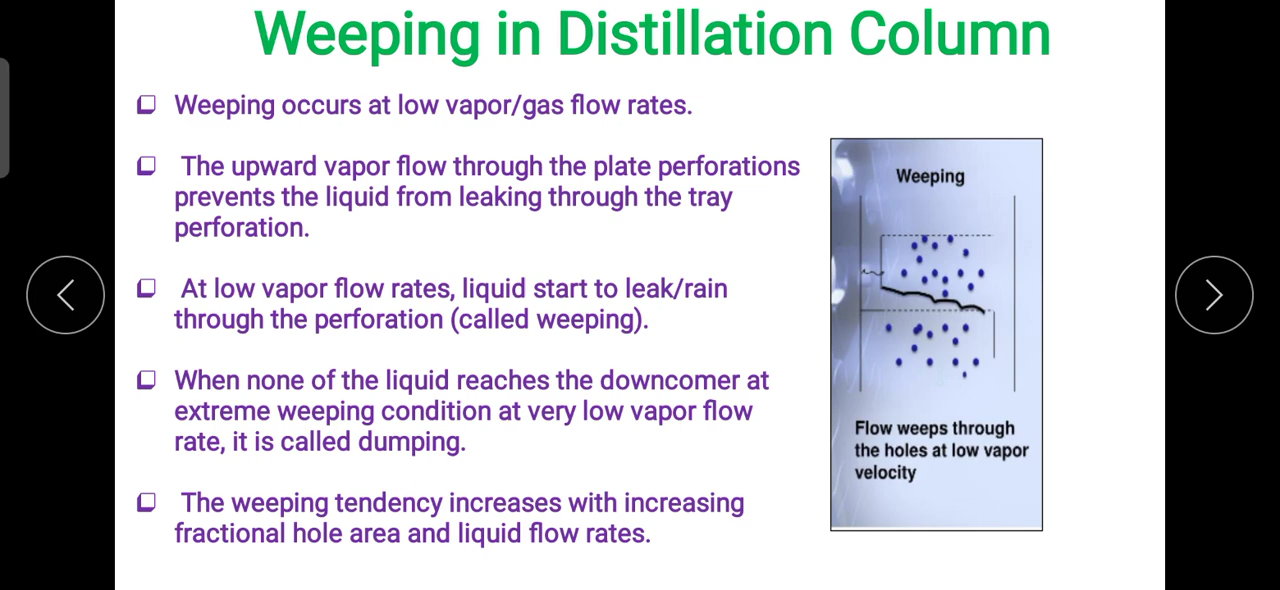 Weeping in Distillation Column
Weeping occurs at low vapor/gas flow rates.
The upward vapor flow through the plate perforations
prevents the liquid from leaking through the tray
perforation.
At low vapor flow rates, liquid start to leak/rain
through the perforation (called weeping).
When none of the liquid reaches the downcomer at
extreme weeping condition at very low vapor flow
rate, it is called dumping.
The weeping tendency increases with increasing
fractional hole area and liquid flow rates.
Weeping
Flow weeps through
the holes at low vapor
velocity